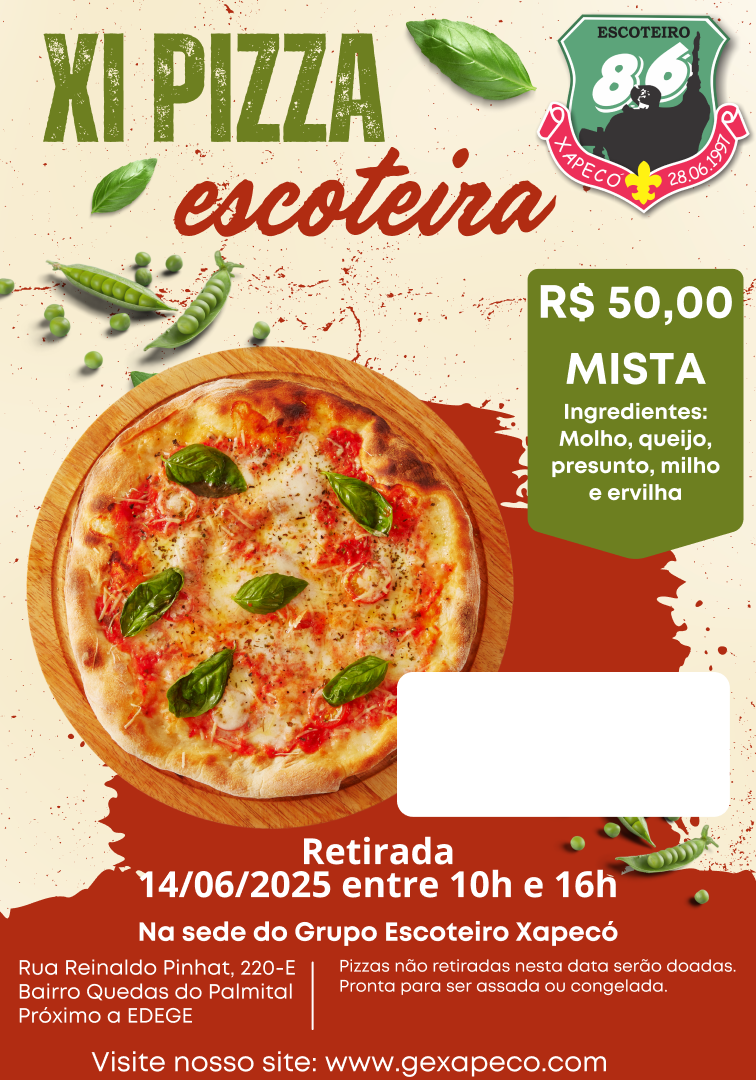 XI PIZZA
escoteira
ESCOTEIRO
86
XAPECÓ 28.06.1997
R$ 50,00
MISTA
Ingredientes:
Molho, queijo,
presunto, milho
e ervilha
Retirada
14/06/2025 entre 10h e 16h
Na sede do Grupo Escoteiro Xapecó
Rua Reinaldo Pinhat, 220-E
Bairro Quedas do Palmital
Próximo a EDEGE
Pizzas não retiradas nesta data serão doadas.
Pronta para ser assada ou congelada.
Visite nosso site: www.gexapeco.com